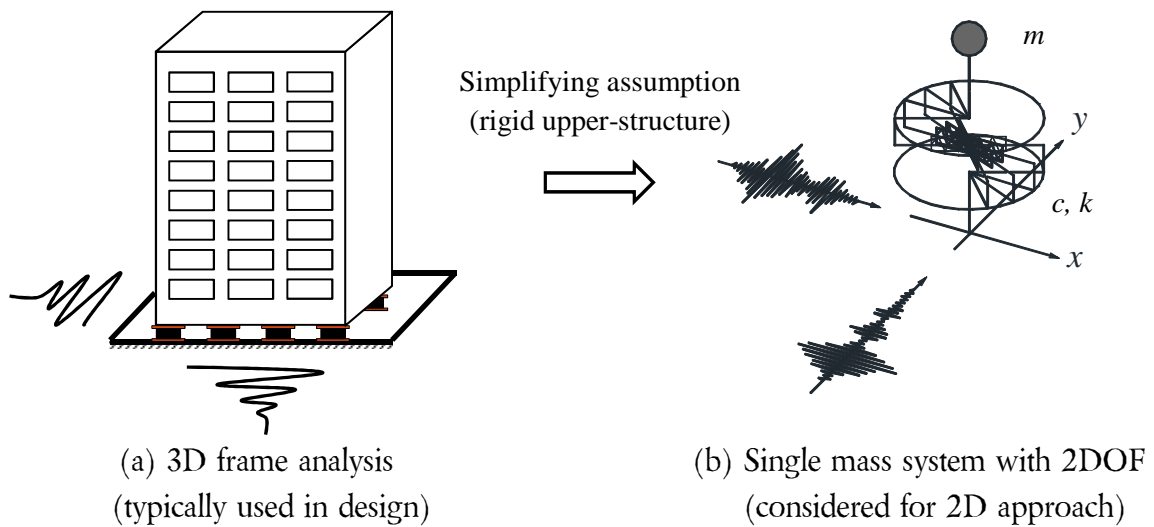 Simplifying assumption
(rigid upper-structure)
m
y
c, k
x
(a) 3D frame analysis
(typically used in design)
(b) Single mass system with 2DOF
(considered for 2D approach)